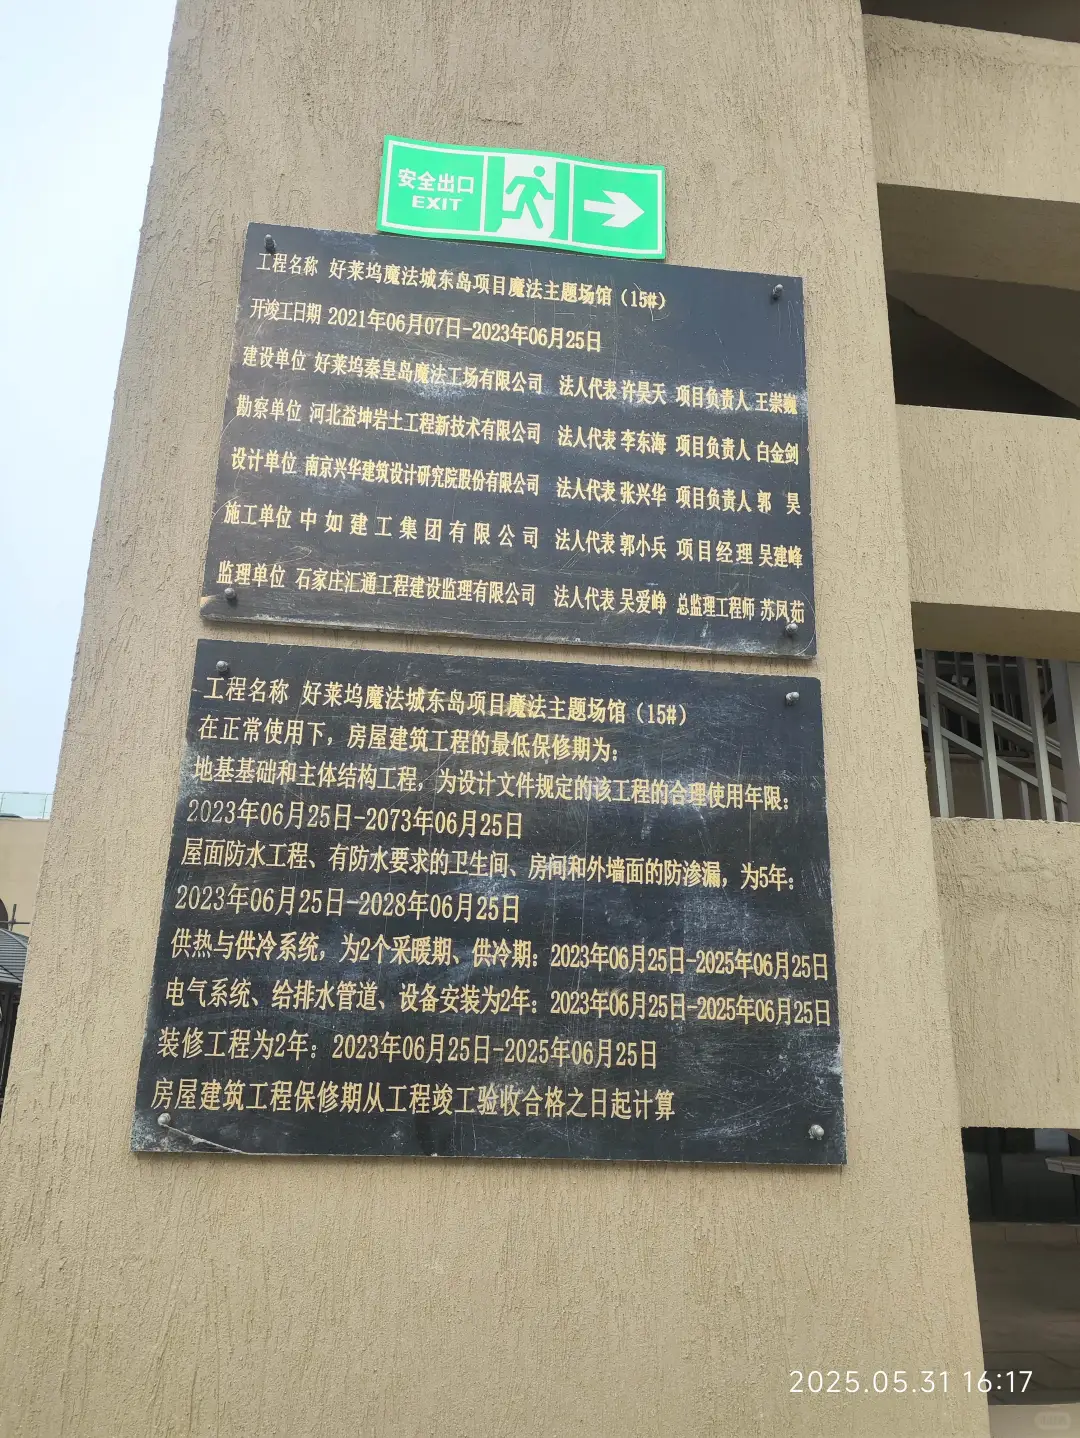 安全出口
EXIT
工程名称 好莱坞魔法城东岛项目魔法主题场馆（15#）
开竣工日期 2021年06月07日-2023年06月25日
建设单位 好莱坞秦皇岛魔法工场有限公司 法人代表 许昊天 项目负责人 王崇巍
勘察单位 河北益坤岩土工程新技术有限公司 法人代表 李东海 项目负责人 白金剑
设计单位 南京兴华建筑设计研究院股份有限公司 法人代表 张兴华 项目负责人 郭 昊
施工单位 中如建工集团有限公司 法人代表 郭小兵 项目经理 吴建峰
监理单位 石家庄汇通工程建设监理有限公司 法人代表 吴爱峥 总监理工程师 苏凤茹
工程名称 好莱坞魔法城东岛项目魔法主题场馆（15#）
在正常使用下，房屋建筑工程的最低保修期为：
地基基础和主体结构工程，为设计文件规定的该工程的合理使用年限：
2023年06月25日-2073年06月25日
屋面防水工程、有防水要求的卫生间、房间和外墙面的防渗漏，为5年：
2023年06月25日-2028年06月25日
供热与供冷系统，为2个采暖期、供冷期：2023年06月25日-2025年06月25日
电气系统、给排水管道、设备安装为2年：2023年06月25日-2025年06月25日
装修工程为2年：2023年06月25日-2025年06月25日
房屋建筑工程保修期从工程竣工验收合格之日起计算
2025.05.31 16:17